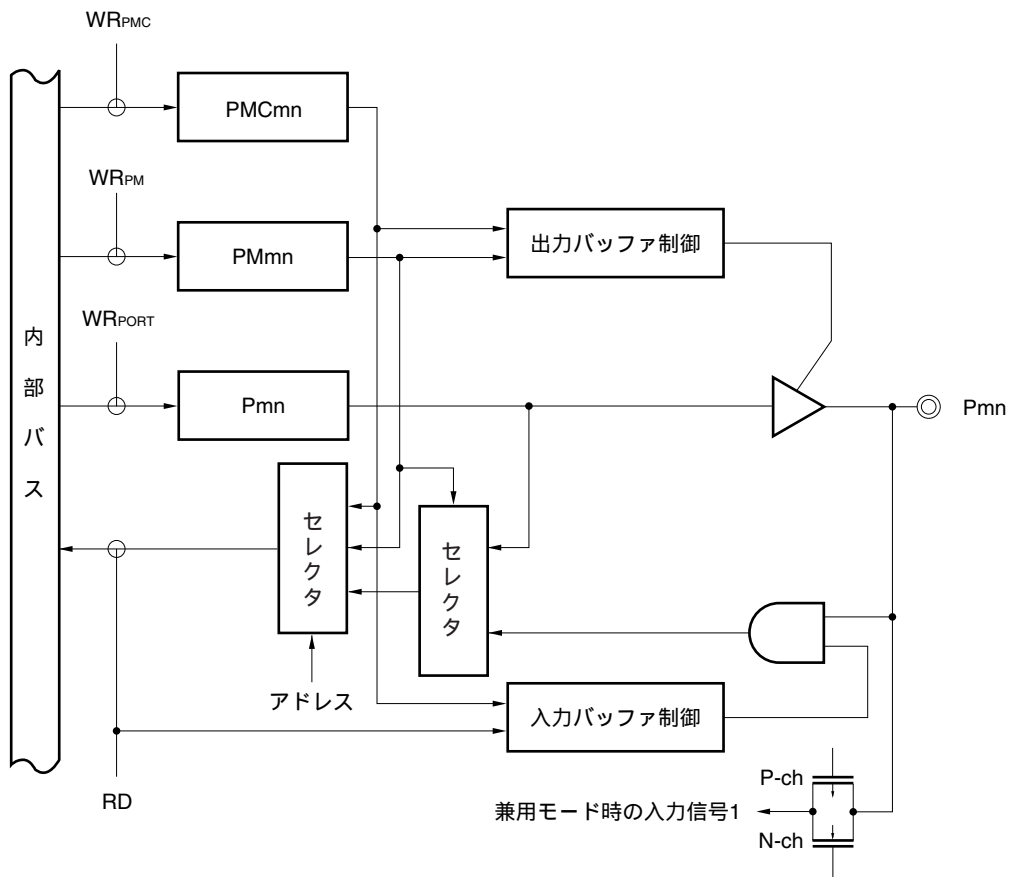 WRPMC
PMCmn
WRPM
PMmn
出力バッファ制御
WRPORT
内部バス
Pmn
Pmn
セレクタ
セレクタ
アドレス
入力バッファ制御
RD
P-ch
兼用モード時の入力信号1
N-ch